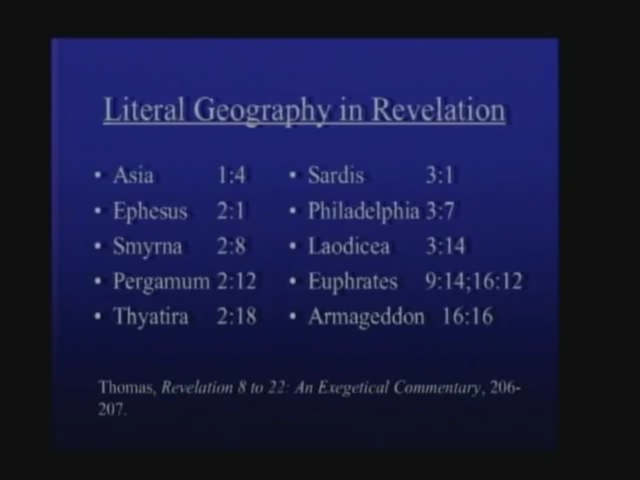 Literal Geography in Revelation
• Asia 1:4
• Ephesus 2:1
• Smyrna 2:8
• Pergamum 2:12
• Thyatira 2:18
• Sardis 3:1
• Philadelphia 3:7
• Laodicea 3:14
• Euphrates 9:14;16:12
• Armageddon 16:16
Thomas, Revelation 8 to 22: An Exegetical Commentary, 206-
207.